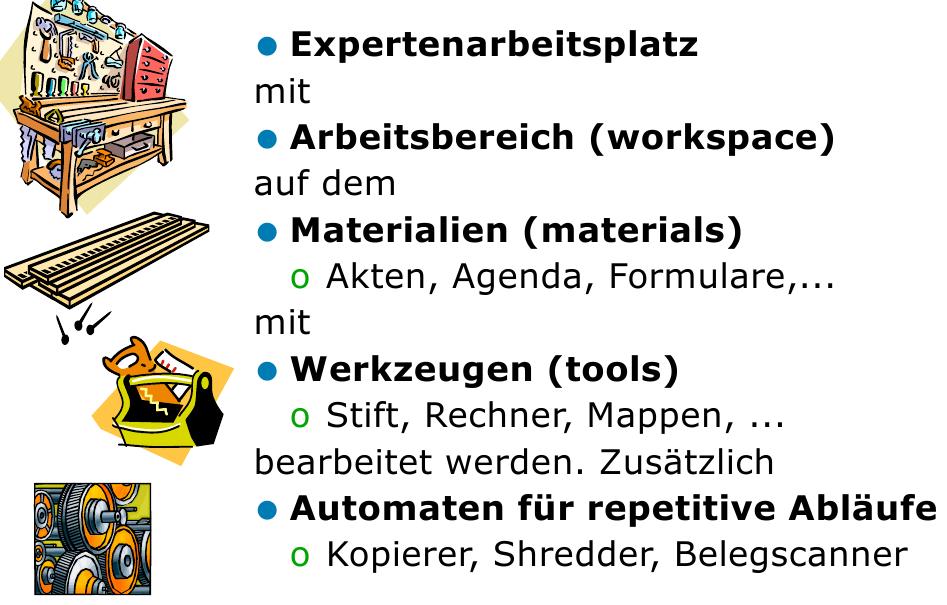 ● Expertenarbeitsplatz
mit
● Arbeitsbereich (workspace)
auf dem
● Materialien (materials)
o Akten, Agenda, Formulare,...
mit
● Werkzeugen (tools)
o Stift, Rechner, Mappen, ...
bearbeitet werden. Zusätzlich
● Automaten für repetitive Abläufe
o Kopierer, Shredder, Belegscanner